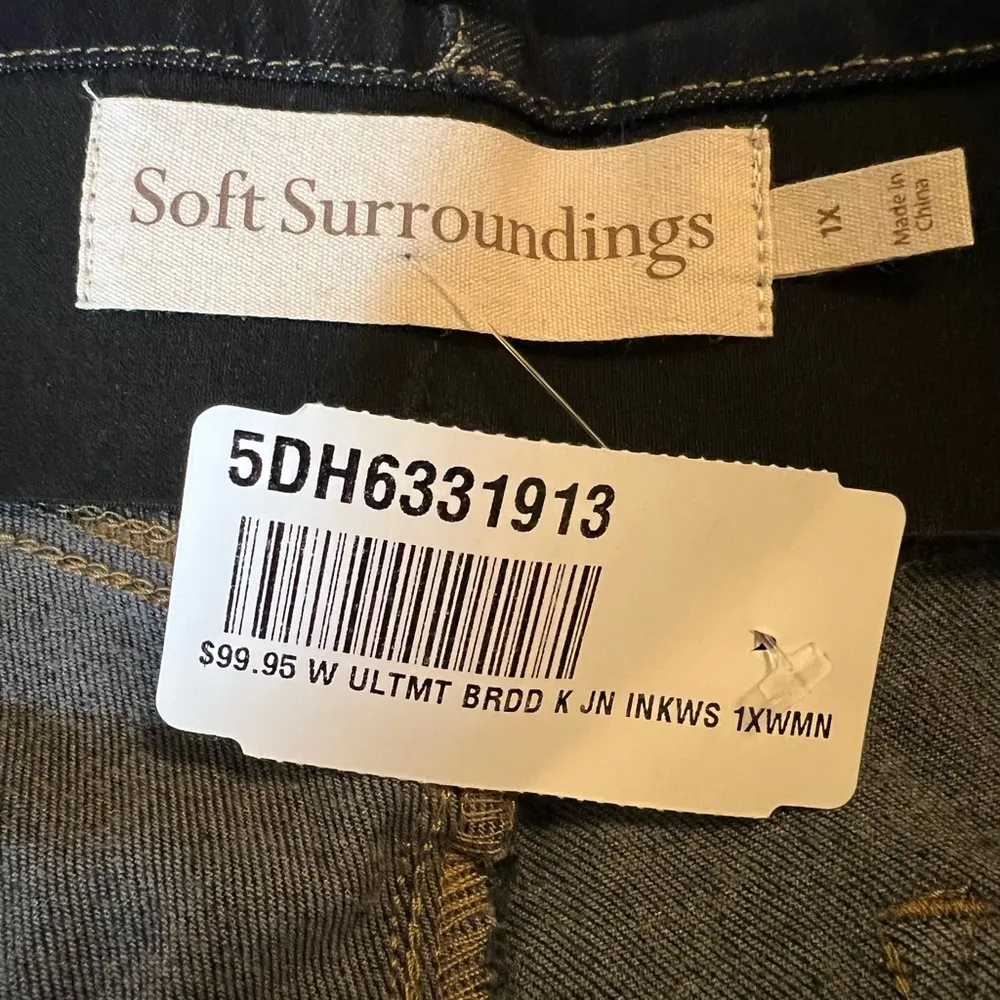 Soft Surroundings
1X
Made in
China
5DH6331913
$99.95 W ULTMT BRDD K JN INKWS 1XWMN